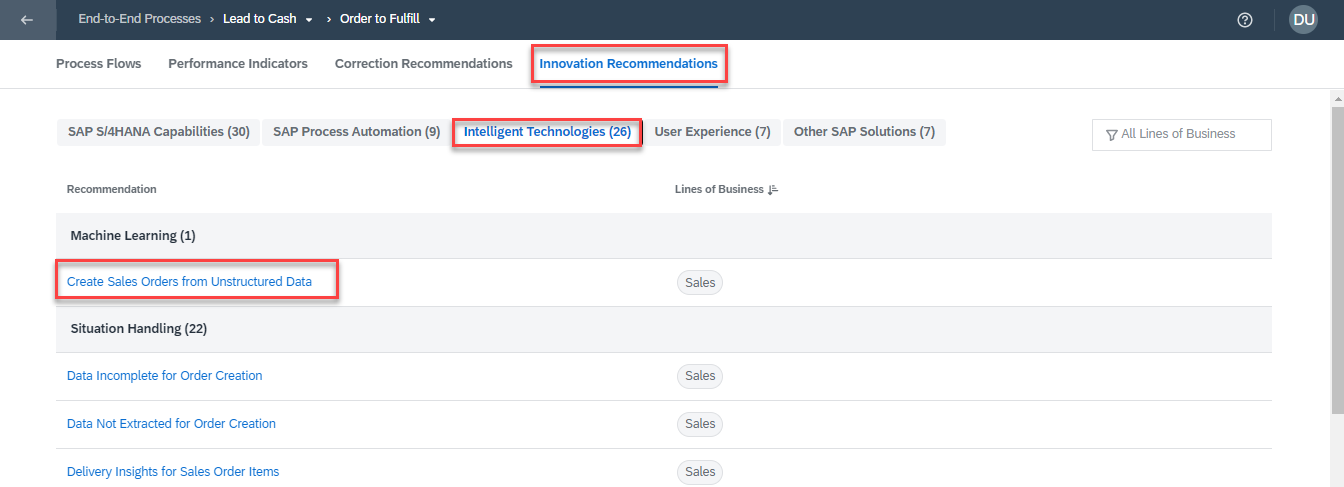 End-to-End Processes › Lead to Cash › Order to Fulfill DU
Process Flows Performance Indicators Correction Recommendations Innovation Recommendations
SAP S/4HANA Capabilities (30) SAP Process Automation (9) Intelligent Technologies (26) User Experience (7) Other SAP Solutions (7) All Lines of Business
Recommendation Lines of Business
Machine Learning (1)
Create Sales Orders from Unstructured Data Sales
Situation Handling (22)
Data Incomplete for Order Creation Sales
Data Not Extracted for Order Creation Sales
Delivery Insights for Sales Order Items Sales